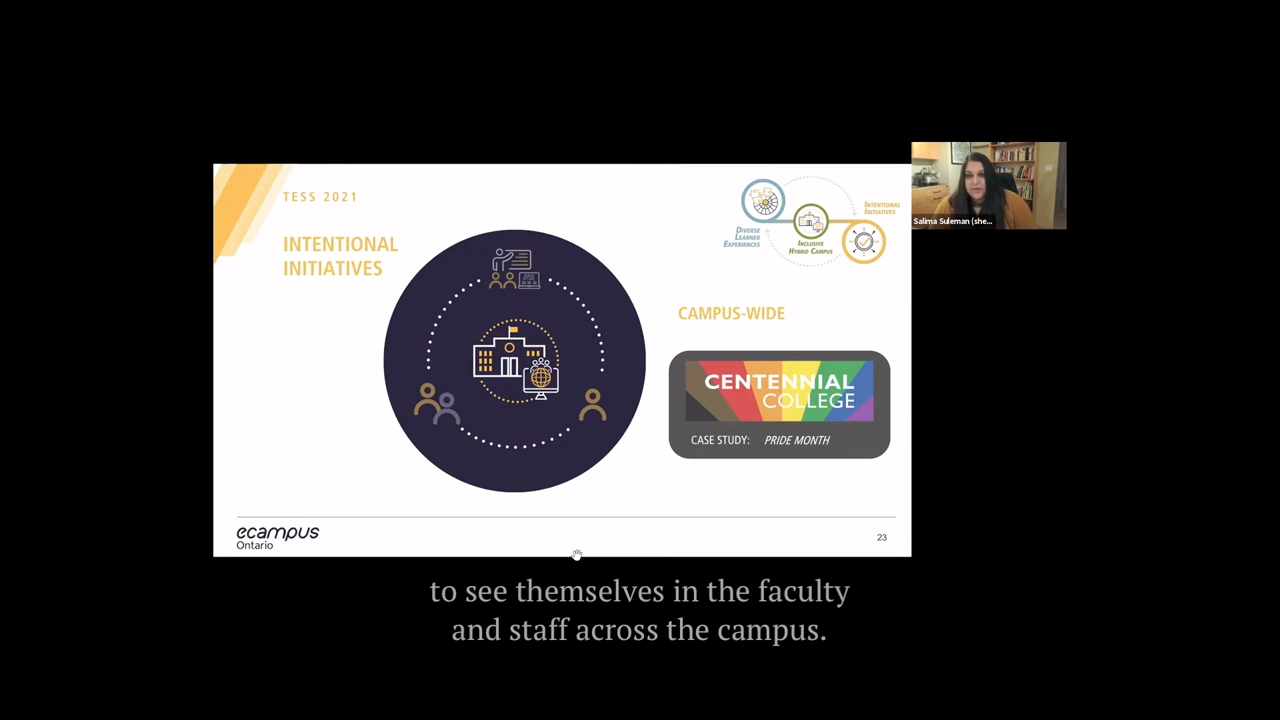 TESS 2021
INTENTIONAL
INITIATIVES
DIVERSE
LEARNER
EXPERIENCES
INCLUSIVE
HYBRID CAMPUS
INTENTIONAL
INITIATIVES
Salima Suleman (she...
CAMPUS-WIDE
CENTENNIAL
COLLEGE
CASE STUDY: PRIDE MONTH
ecampus
Ontario
23
to see themselves in the faculty
and staff across the campus.